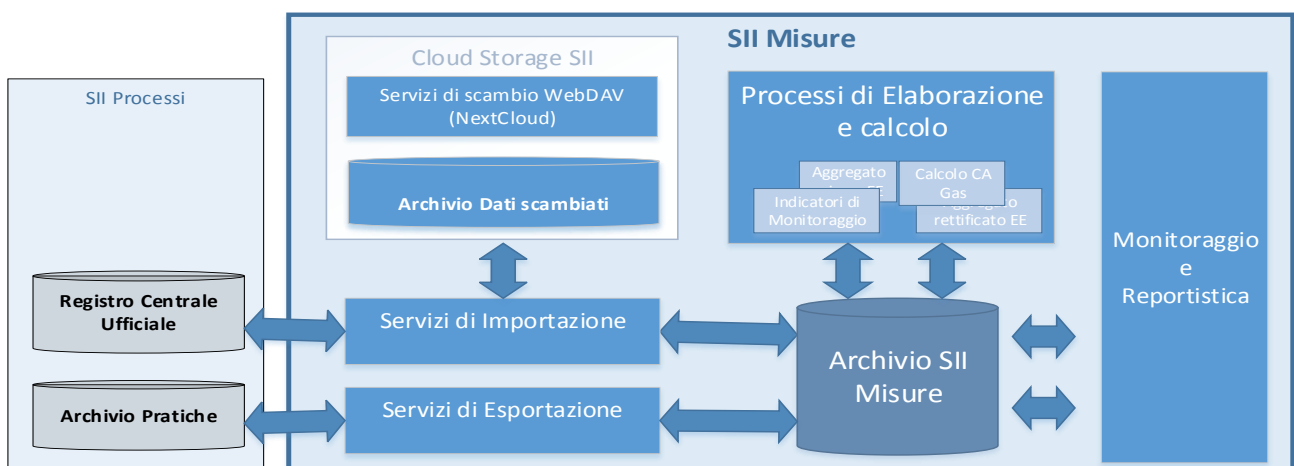 SII Misure
Cloud Storage SII
Servizi di scambio WebDAV
(NextCloud)
Archivio Dati scambiati
Processi di Elaborazione
e calcolo
Aggregato
EE
Calcolo CA
Gas
Indicatori di
Monitoraggio
rettificato EE
Monitoraggio
e
Reportistica
SII Processi
Registro Centrale
Ufficiale
Archivio Pratiche
Servizi di Importazione
Servizi di Esportazione
Archivio SII
Misure